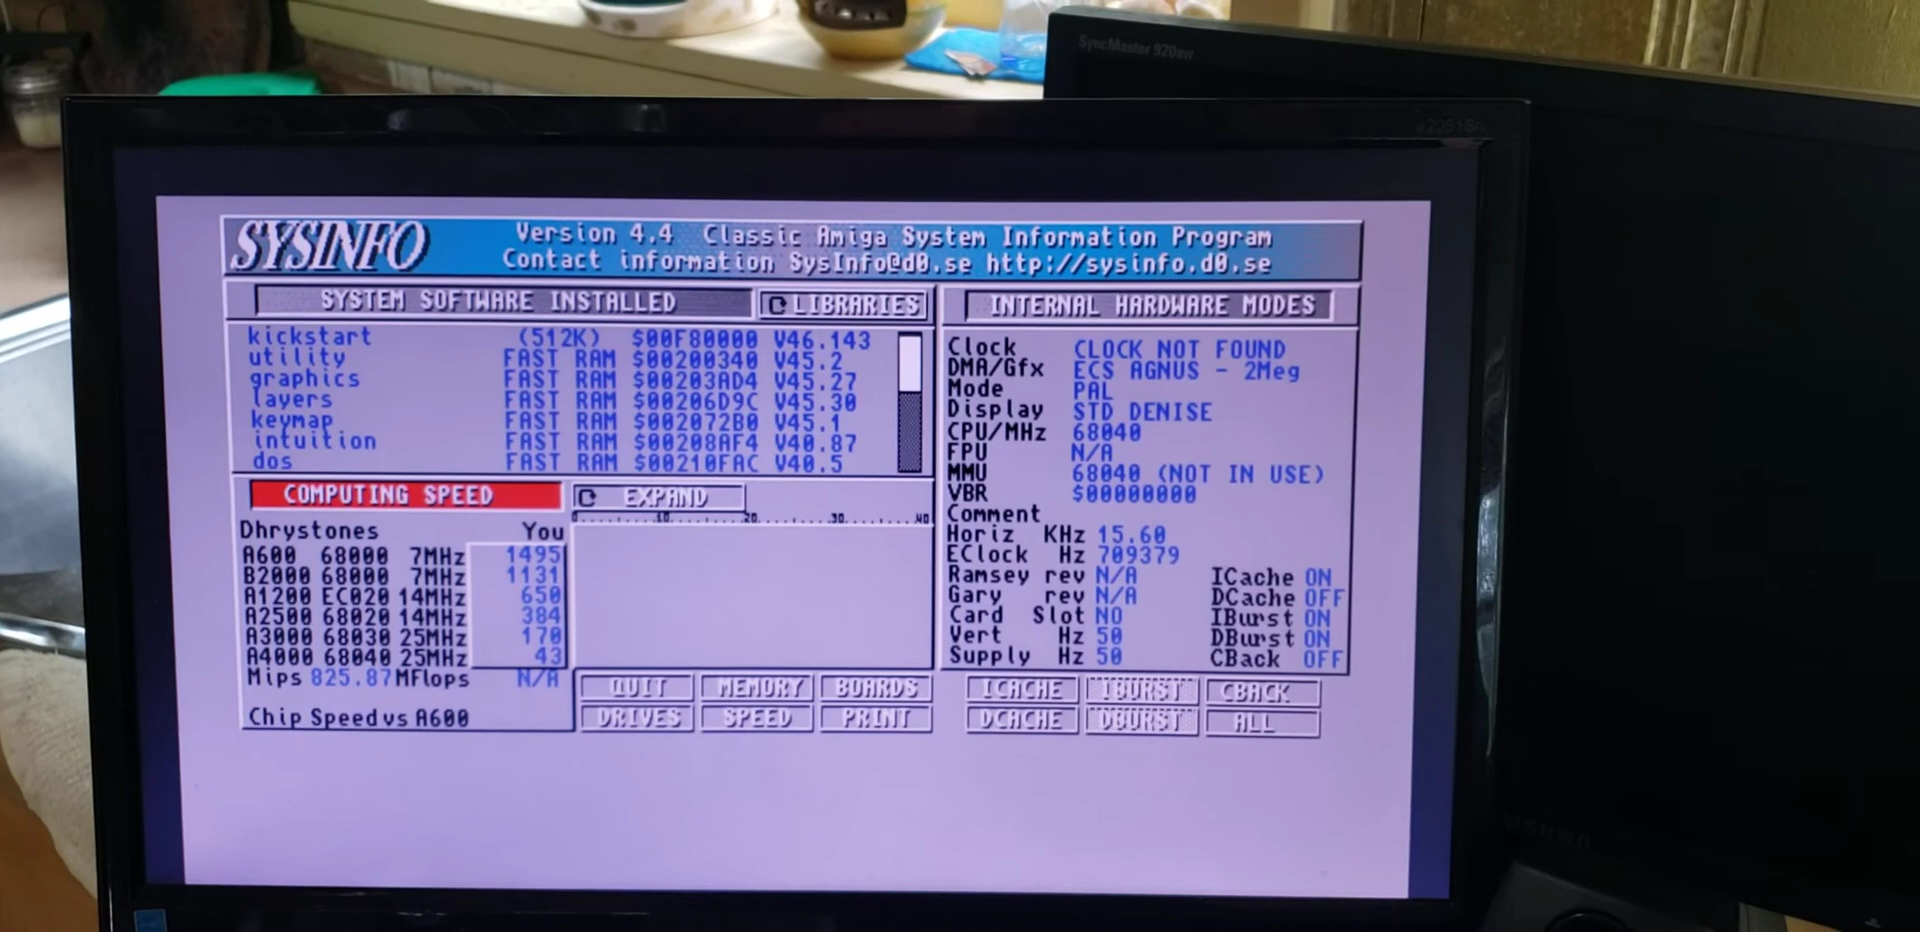 SyncMaster 920nw
SYSINFO
Version 4.4 Classic Amiga System Information Program
Contact information SysInfo@d0.se http://sysinfo.d0.se
SYSTEM SOFTWARE INSTALLED
LIBRARIES
kickstart (512K) $00F80000 V46.143
utility FAST RAM $00200340 V45.2
graphics FAST RAM $00203AD4 V45.27
layers FAST RAM $00206D9C V45.30
keymap FAST RAM $002072B0 V45.1
intuition FAST RAM $00208AF4 V40.87
dos FAST RAM $00210FAC V40.5
COMPUTING SPEED
EXPAND
0 10 20 30 40
Dhrystones You
A600 68000 7MHz 1495
B2000 68000 7MHz 1131
A1200 EC020 14MHz 650
A2500 68020 14MHz 384
A3000 68030 25MHz 170
A4000 68040 25MHz 43
Mips 825.87 MFlops N/A
Chip Speed vs A600
QUIT MEMORY BOARDS
DRIVES SPEED PRINT
INTERNAL HARDWARE MODES
Clock CLOCK NOT FOUND
DMA/Gfx ECS AGNUS - 2Meg
Mode PAL
Display STD DENISE
CPU/MHz 68040
FPU N/A
MMU 68040 (NOT IN USE)
VBR $00000000
Comment
Horiz KHz 15.60
EClock Hz 709379
Ramsey rev N/A ICache ON
Gary rev N/A DCache OFF
Card Slot NO IBurst ON
Vert Hz 50 DBurst ON
Supply Hz 50 CBack OFF
ICACHE IBURST CBACK
DCACHE DBURST ALL